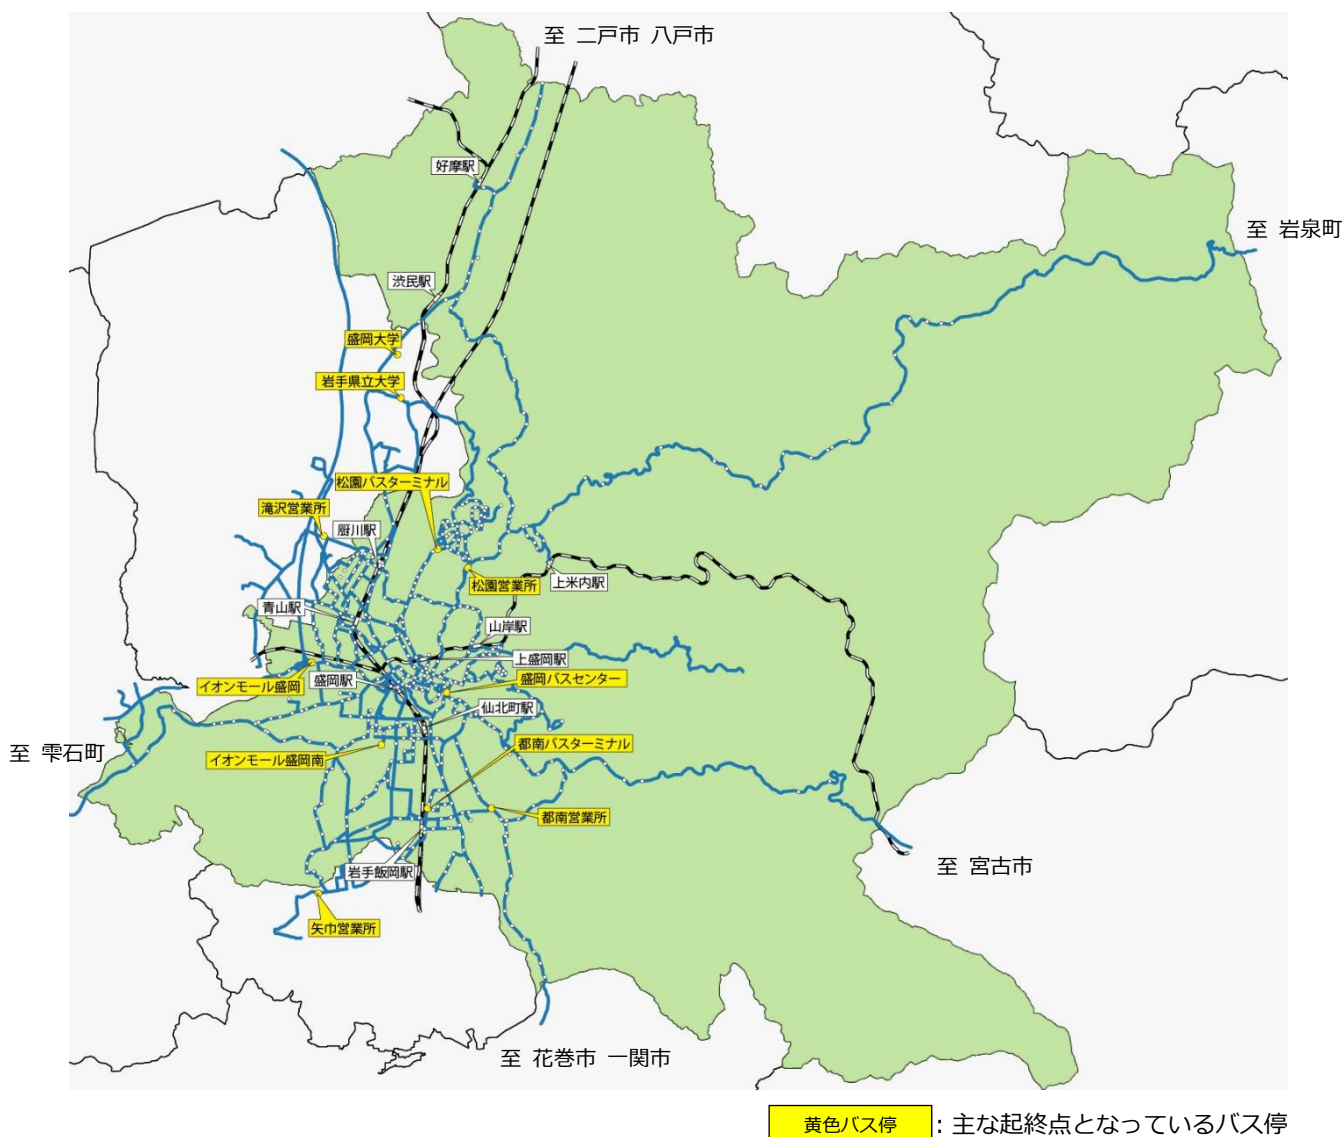 至 二戸市 八戸市
好摩駅
至 岩泉町
渋民駅
盛岡大学
岩手県立大学
松園バスターミナル
滝沢営業所
厨川駅
松園営業所
上米内駅
青山駅
山岸駅
上盛岡駅
盛岡駅
盛岡バスセンター
イオンモール盛岡
仙北町駅
都南バスターミナル
至 雫石町
イオンモール盛岡南
都南営業所
岩手飯岡駅
至 宮古市
矢巾営業所
至 花巻市 一関市
黄色バス停 : 主な起終点となっているバス停